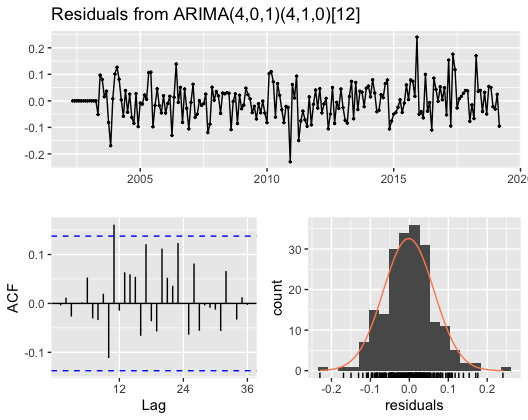 Residuals from ARIMA(4,0,1)(4,1,0)[12]
0.2
0.1
0.0
-0.1
-0.2
2005 2010 2015 2020
ACF
0.1
0.0
-0.1
12 24 36
Lag
count
30
20
10
0
-0.2 -0.1 0.0 0.1 0.2
residuals